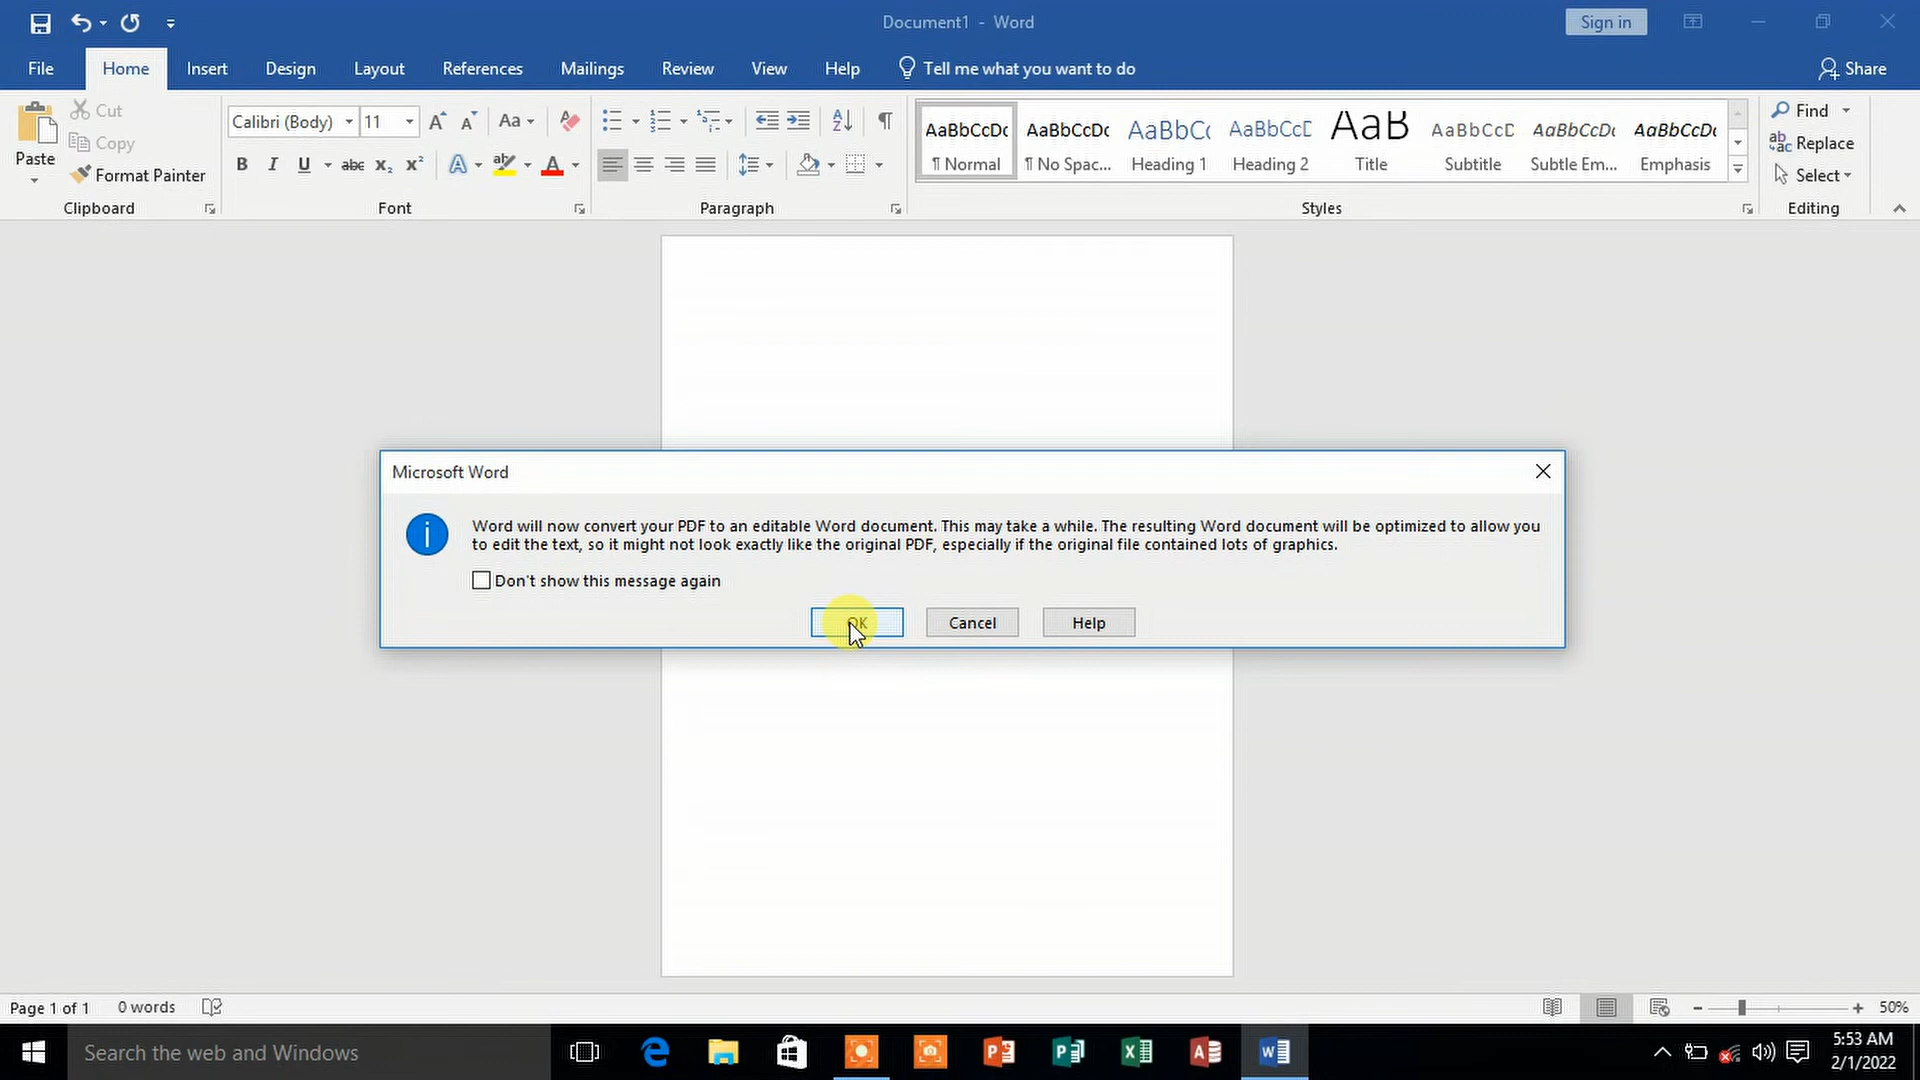 Document1 - Word
Sign in
File Home Insert Design Layout References Mailings Review View Help Tell me what you want to do Share
Paste
Cut
Copy
Format Painter
Clipboard
Calibri (Body) 11 Aa
B I U abc x₂ x² A ab A
Font
Paragraph
AaBbCcDc AaBbCcDc AaBbCc AaBbCcD AaB AaBbCcD AaBbCcDc AaBbCcDc
¶ Normal ¶ No Spac... Heading 1 Heading 2 Title Subtitle Subtle Em... Emphasis
Styles
Find
Replace
Select
Editing
Microsoft Word
Word will now convert your PDF to an editable Word document. This may take a while. The resulting Word document will be optimized to allow you
to edit the text, so it might not look exactly like the original PDF, especially if the original file contained lots of graphics.
Don't show this message again
OK Cancel Help
Page 1 of 1 0 words 50%
Search the web and Windows
5:53 AM
2/1/2022